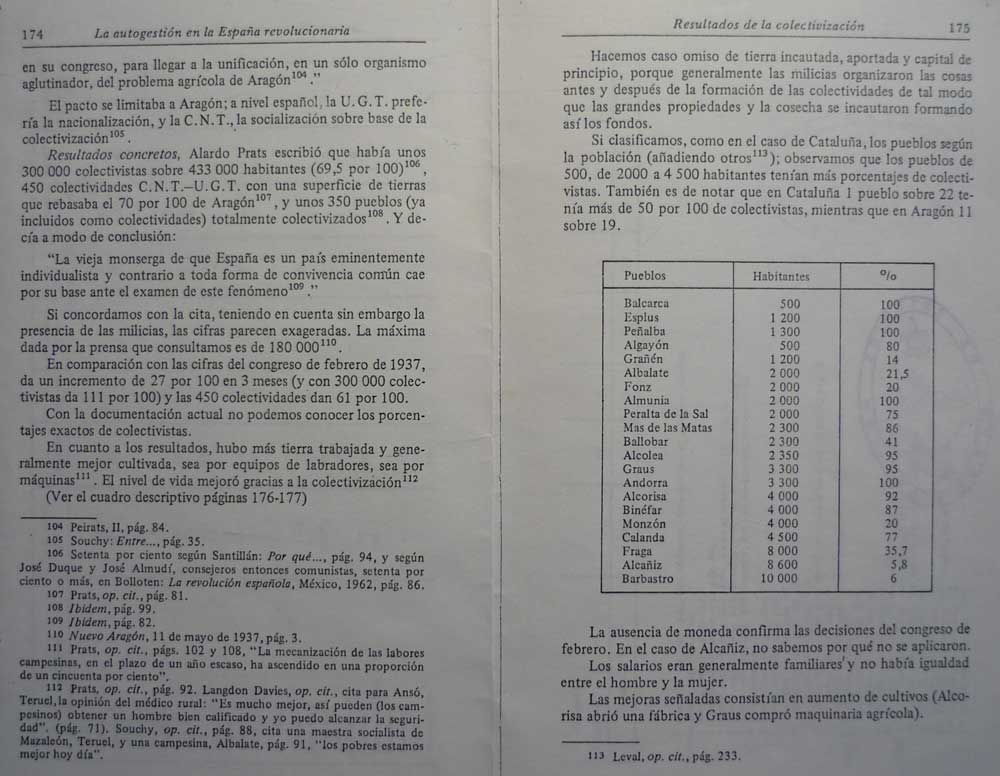 174 La autogestión en la España revolucionaria
en su congreso, para llegar a la unificación, en un sólo organismo
aglutinador, del problema agrícola de Aragón104."
El pacto se limitaba a Aragón; a nivel español, la U.G.T. prefe-
ría la nacionalización, y la C.N.T., la socialización sobre base de la
colectivización105.
Resultados concretos, Alardo Prats escribió que había unos
300 000 colectivistas sobre 433 000 habitantes (69,5 por 100)106,
450 colectividades C.N.T.—U.G.T. con una superficie de tierras
que rebasaba el 70 por 100 de Aragón107, y unos 350 pueblos (ya
incluidos como colectividades) totalmente colectivizados108. Y de-
cía a modo de conclusión:
"La vieja monserga de que España es un país eminentemente
individualista y contrario a toda forma de convivencia común cae
por su base ante el examen de este fenómeno109."
Si concordamos con la cita, teniendo en cuenta sin embargo la
presencia de las milicias, las cifras parecen exageradas. La máxima
dada por la prensa que consultamos es de 180 000110.
En comparación con las cifras del congreso de febrero de 1937,
da un incremento de 27 por 100 en 3 meses (y con 300 000 colec-
tivistas da 111 por 100) y las 450 colectividades dan 61 por 100.
Con la documentación actual no podemos conocer los porcen-
tajes exactos de colectivistas.
En cuanto a los resultados, hubo más tierra trabajada y gene-
ralmente mejor cultivada, sea por equipos de labradores, sea por
máquinas111. El nivel de vida mejoró gracias a la colectivización112
(Ver el cuadro descriptivo páginas 176-177)
104 Peirats, II, pág. 84.
105 Souchy: Entre..., pág. 35.
106 Setenta por ciento según Santillán: Por qué..., pág. 94, y según
José Duque y José Almudí, consejeros entonces comunistas, setenta por
ciento o más, en Bolloten: La revolución española, México, 1962, pág. 86.
107 Prats, op. cit., pág. 81.
108 Ibidem, pág. 99.
109 Ibidem, pág. 82.
110 Nuevo Aragón, 11 de mayo de 1937, pág. 3.
111 Prats, op. cit., págs. 102 y 108, "La mecanización de las labores
campesinas, en el plazo de un año escaso, ha ascendido en una proporción
de un cincuenta por ciento".
112 Prats, op. cit., pág. 92. Langdon Davies, op. cit., cita para Ansó,
Teruel, la opinión del médico rural: "Es mucho mejor, así pueden (los cam-
pesinos) obtener un hombre bien calificado y yo puedo alcanzar la seguri-
dad". (pág. 71). Souchy, op. cit., pág. 88, cita una maestra socialista de
Mazaleón, Teruel, y una campesina, Albalate, pág. 91, "los pobres estamos
mejor hoy día".
Resultados de la colectivización 175
Hacemos caso omiso de tierra incautada, aportada y capital de
principio, porque generalmente las milicias organizaron las cosas
antes y después de la formación de las colectividades de tal modo
que las grandes propiedades y la cosecha se incautaron formando
así los fondos.
Si clasificamos, como en el caso de Cataluña, los pueblos según
la población (añadiendo otros113); observamos que los pueblos de
500, de 2000 a 4 500 habitantes tenían más porcentajes de colecti-
vistas. También es de notar que en Cataluña 1 pueblo sobre 22 te-
nía más de 50 por 100 de colectivistas, mientras que en Aragón 11
sobre 19.
Pueblos Habitantes o/o
Balcarca 500 100
Esplus 1 200 100
Peñalba 1 300 100
Algayón 500 80
Grañén 1 200 14
Albalate 2 000 21,5
Fonz 2 000 20
Almunia 2 000 100
Peralta de la Sal 2 000 75
Mas de las Matas 2 300 86
Ballobar 2 300 41
Alcolea 2 350 95
Graus 3 300 95
Andorra 3 300 100
Alcorisa 4 000 92
Binéfar 4 000 87
Monzón 4 000 20
Calanda 4 500 77
Fraga 8 000 35,7
Alcañiz 8 600 5,8
Barbastro 10 000 6
La ausencia de moneda confirma las decisiones del congreso de
febrero. En el caso de Alcañiz, no sabemos por qué no se aplicaron.
Los salarios eran generalmente familiares y no había igualdad
entre el hombre y la mujer.
Las mejoras señaladas consistían en aumento de cultivos (Alco-
risa abrió una fábrica y Graus compró maquinaria agrícola).
113 Leval, op. cit., pág. 233.